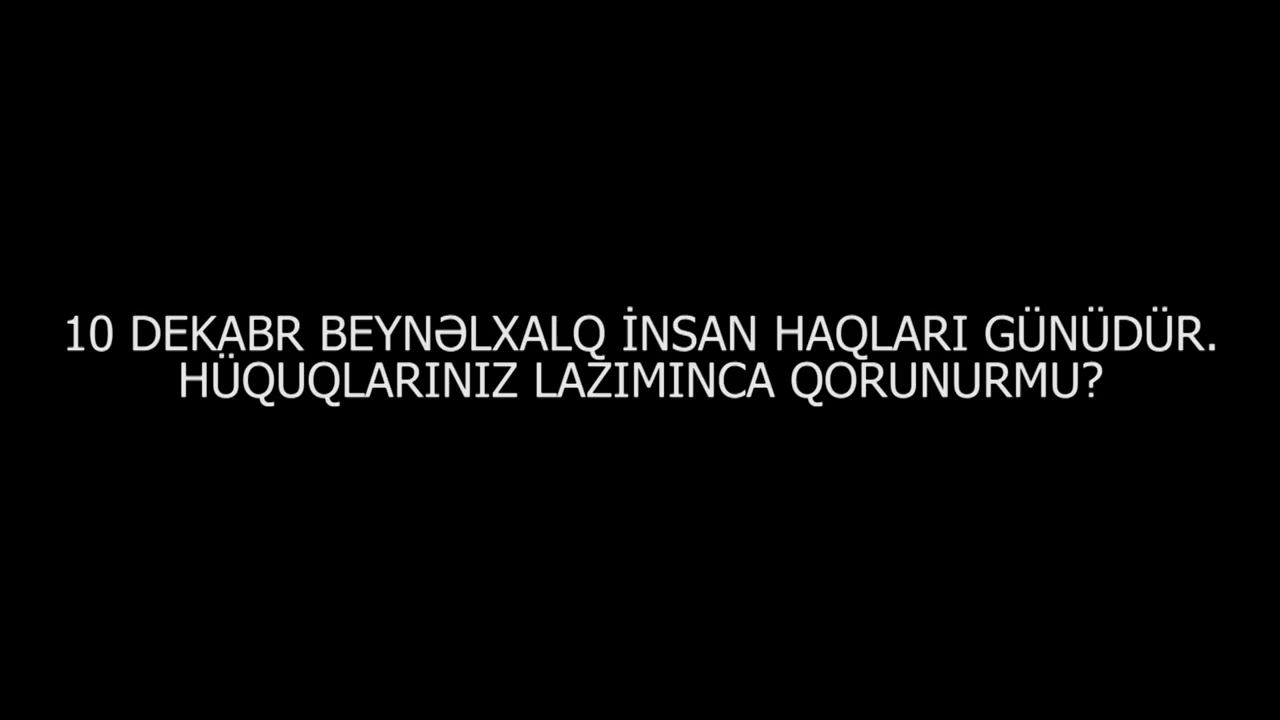 10 DEKABR BEYNƏLXALQ İNSAN HAQLARI GÜNÜDÜR.
HÜQUQLARINIZ LAZIMINCA QORUNURMU?